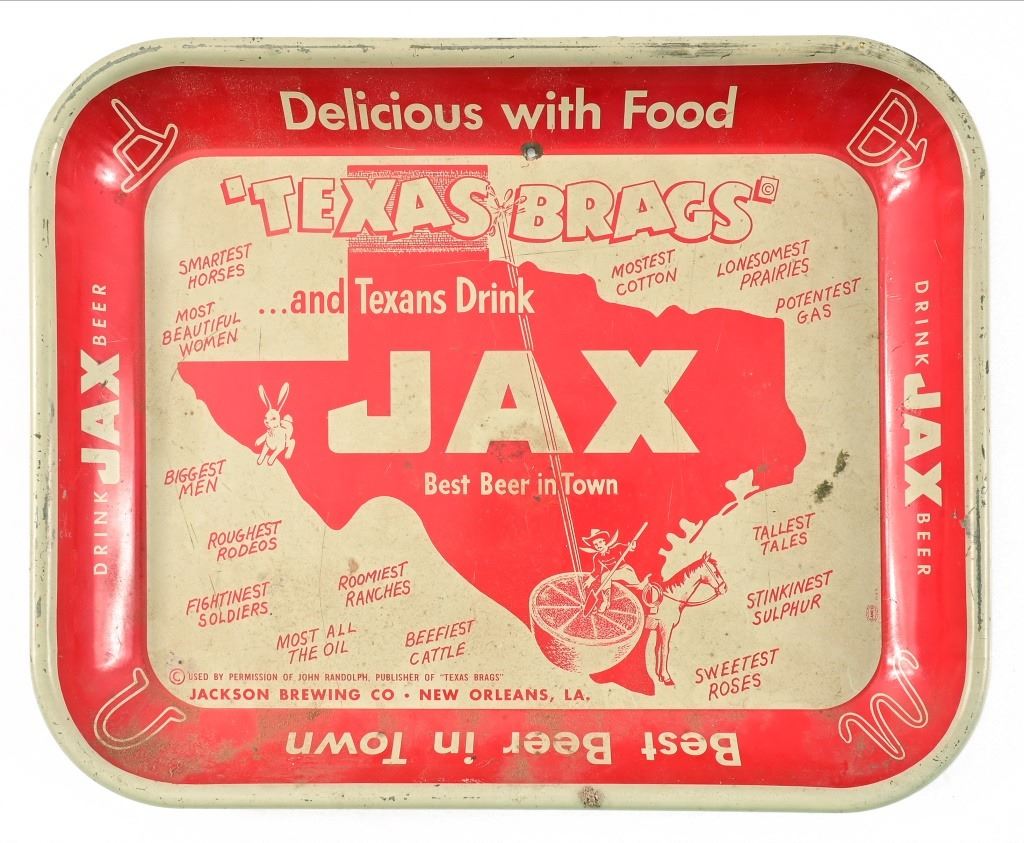 Delicious with Food
"TEXAS BRAGS" ©
...and Texans Drink
JAX
Best Beer in Town
SMARTEST
HORSES
MOST
BEAUTIFUL
WOMEN
MOSTEST
COTTON
LONESOMEST
PRAIRIES
POTENTEST
GAS
BIGGEST
MEN
ROUGHEST
RODEOS
FIGHTINEST
SOLDIERS.
ROOMIEST
RANCHES
MOST ALL
THE OIL
BEEFIEST
CATTLE
TALLEST
TALES
STINKINEST
SULPHUR
SWEETEST
ROSES
© USED BY PERMISSION OF JOHN RANDOLPH, PUBLISHER OF "TEXAS BRAGS"
JACKSON BREWING CO • NEW ORLEANS, LA.
DRINK JAX BEER
DRINK JAX BEER
Best Beer in Town